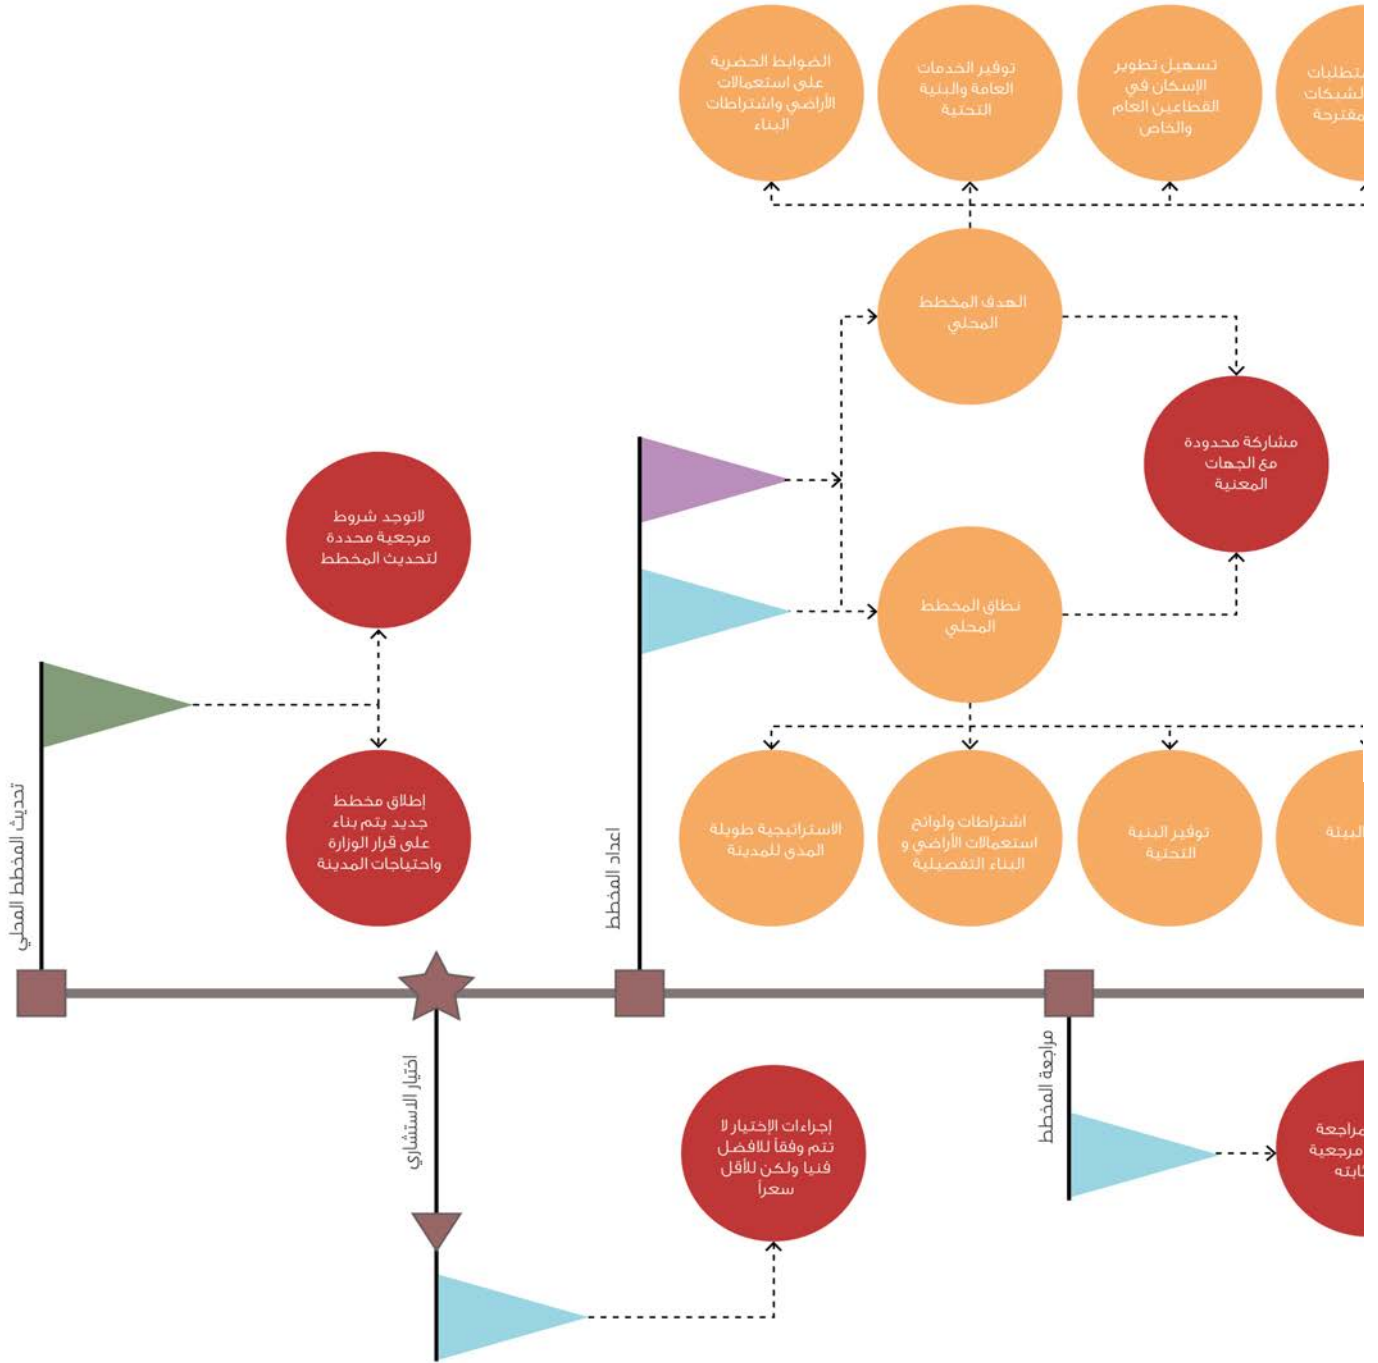 الضوابط الحضرية
على استعمالات
الأراضي واشتراطات
البناء
توفير الخدمات
العامة والبنية
التحتية
تسهيل تطوير
الإسكان في
القطاعين العام
والخاص
الهدف المخطط
المحلي
مشاركة محدودة
مع الجهات
المعنية
لاتوجد شروط
مرجعية محددة
لتحديث المخطط
نطاق المخطط
المحلي
إطلاق مخطط
جديد يتم بناء
على قرار الوزارة
واحتياجات المدينة
الاستراتيجية طويلة
المدى للمدينة
اشتراطات ولوائح
استعمالات الأراضي و
البناء التفصيلية
توفير البنية
التحتية
البيئة
تحديث المخطط المحلي
اعداد المخطط
اختيار الاستشاري
مراجعة المخطط
إجراءات الإختيار لا
تتم وفقاً للافضل
فنيا ولكن للأقل
سعراً
مراجعة
مرجعية